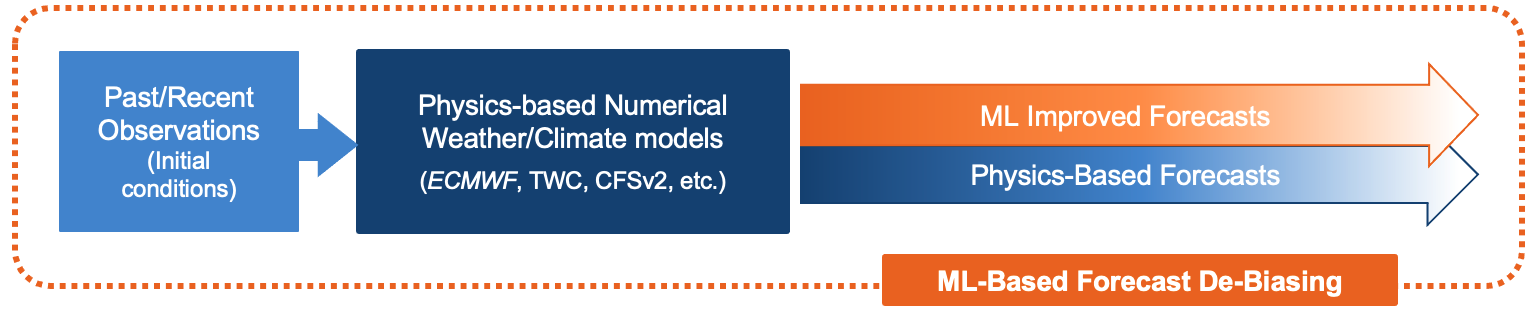 Past/Recent
Observations
(Initial
conditions)
Physics-based Numerical
Weather/Climate models
(ECMWF, TWC, CFSv2, etc.)
ML Improved Forecasts
Physics-Based Forecasts
ML-Based Forecast De-Biasing